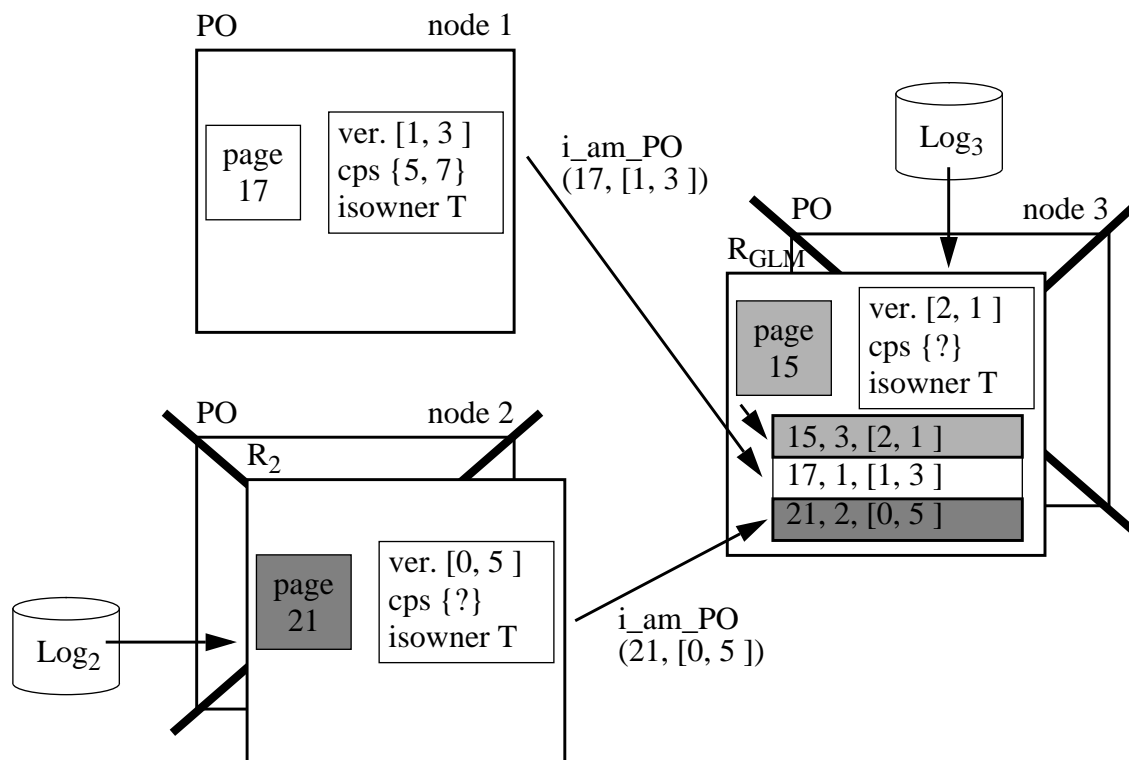 PO node 1
page
17
ver. [1, 3 ]
cps {5, 7}
isowner T
i_am_PO
(17, [1, 3 ])
Log3
PO node 3
RGLM
page
15
ver. [2, 1 ]
cps {?}
isowner T
15, 3, [2, 1 ]
17, 1, [1, 3 ]
21, 2, [0, 5 ]
PO node 2
R2
page
21
ver. [0, 5 ]
cps {?}
isowner T
i_am_PO
(21, [0, 5 ])
Log2